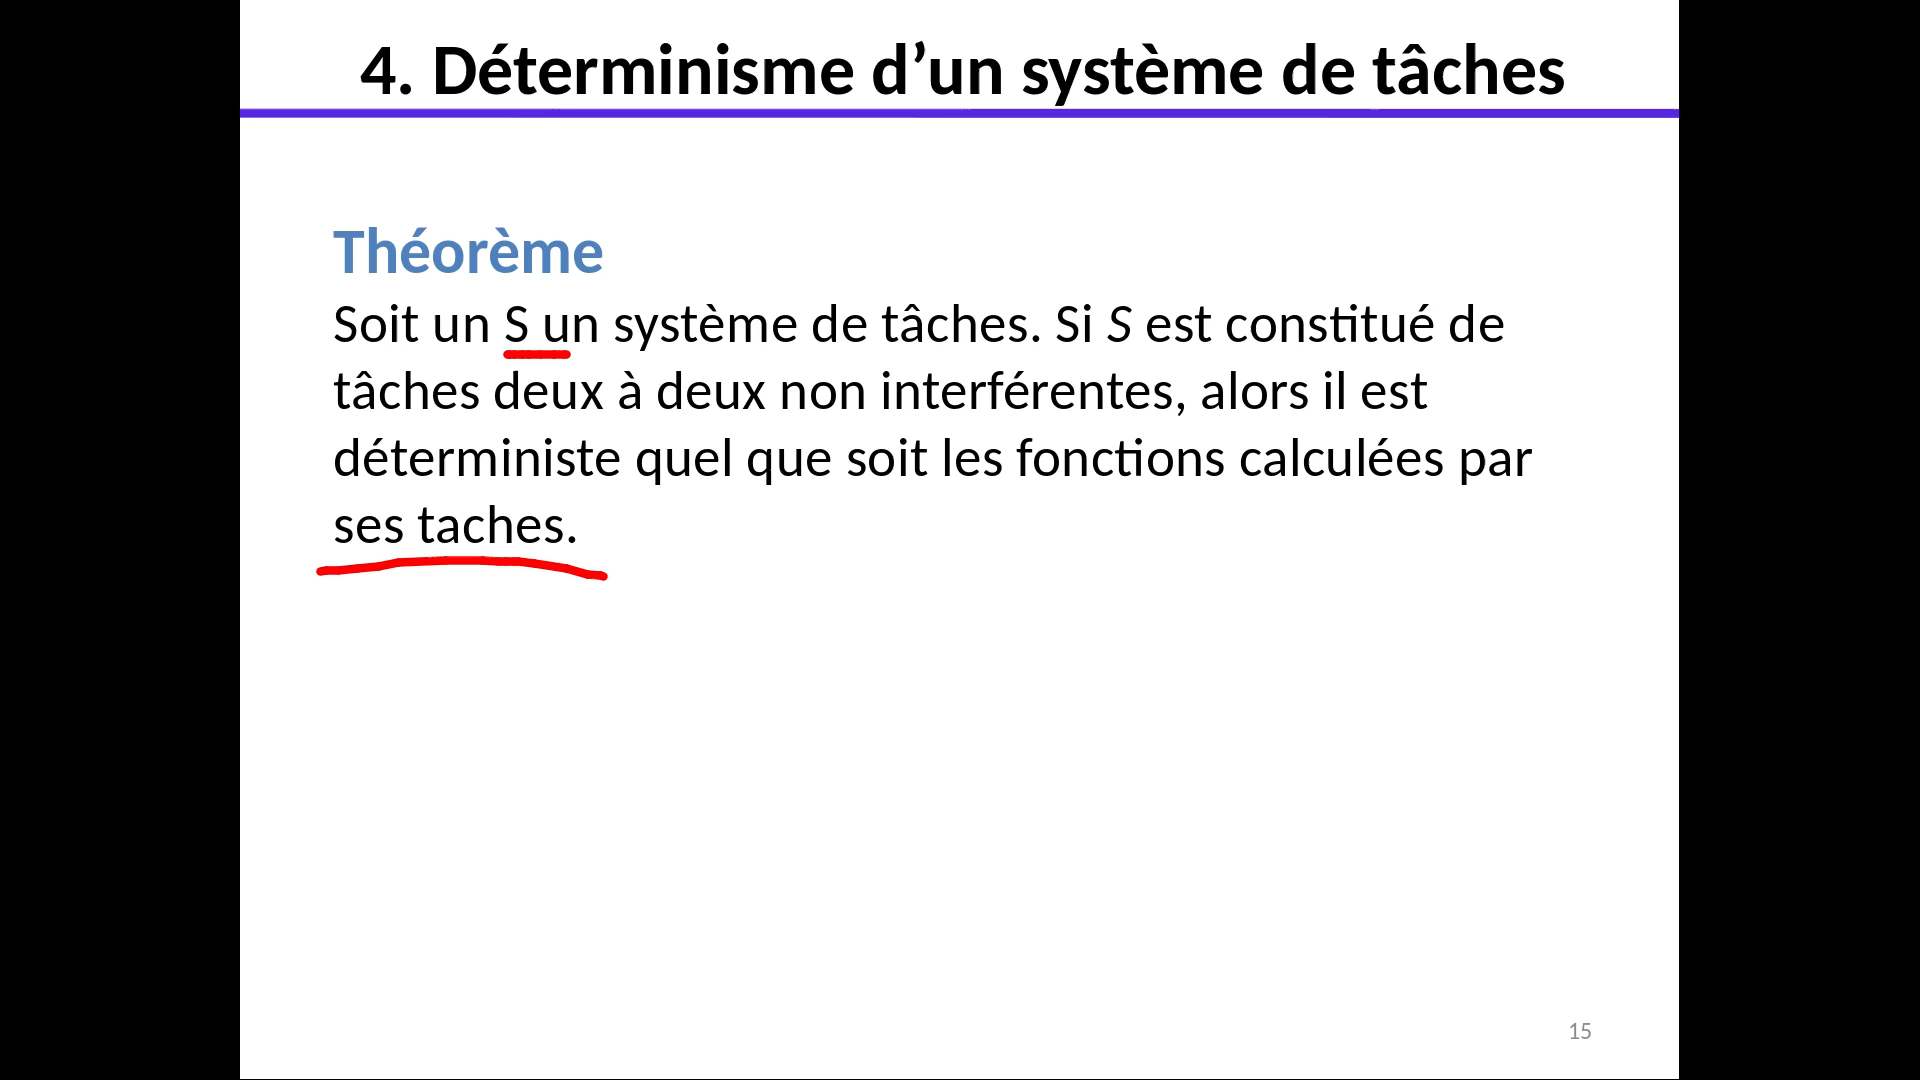 4. Déterminisme d’un système de tâches
Théorème
Soit un S un système de tâches. Si S est constitué de
tâches deux à deux non interférentes, alors il est
déterministe quel que soit les fonctions calculées par
ses taches.
15